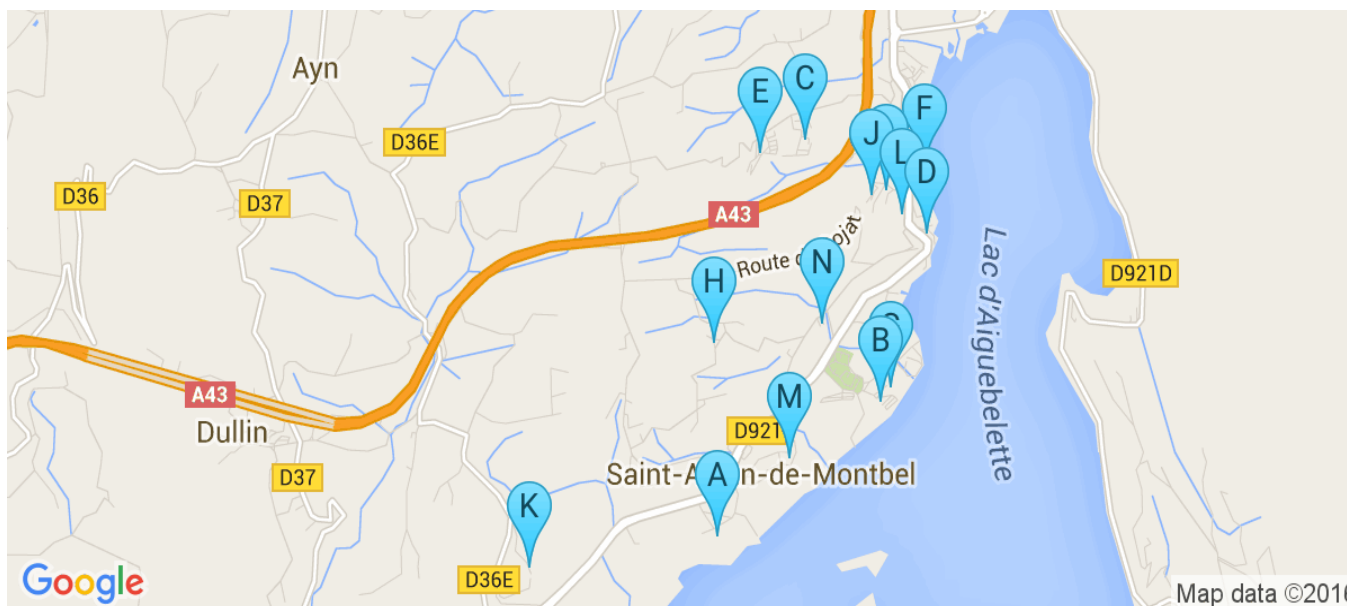 Ayn
E
C
F
J
L
D
D36E
D36
D37
A43
Route d
ojat
N
H
D921D
Lac d'Aiguebelette
B
A43
M
Dullin
D921
D37
Saint-A
n-de-Montbel
A
K
D36E
Google
Map data ©2016